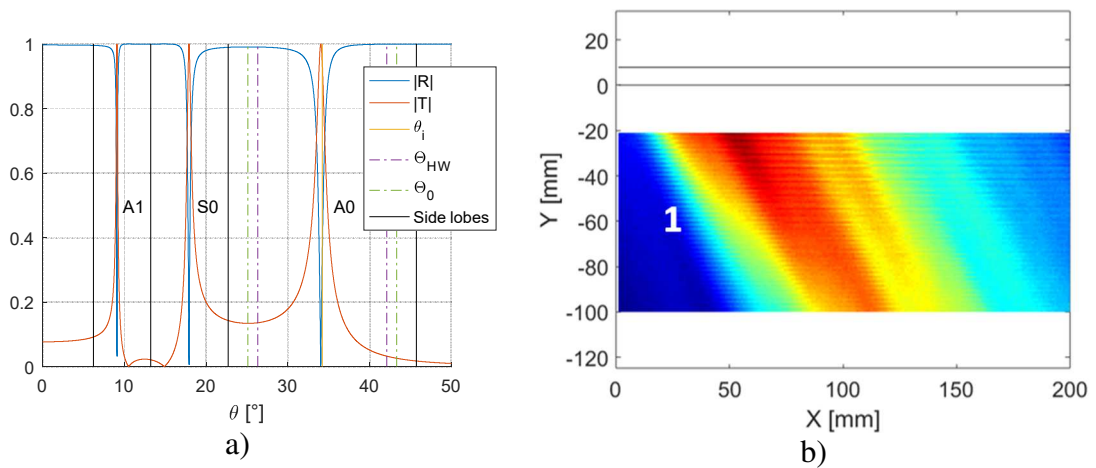 1
0.8
0.6
0.4
0.2
0
0 10 20 30 40 50
θ [°]
A1 S0 A0
|R|
|T|
θi
ΘHW
Θ0
Side lobes
a)
20
0
-20
-40
-60
-80
-100
-120
Y [mm]
1
0 50 100 150 200
X [mm]
b)